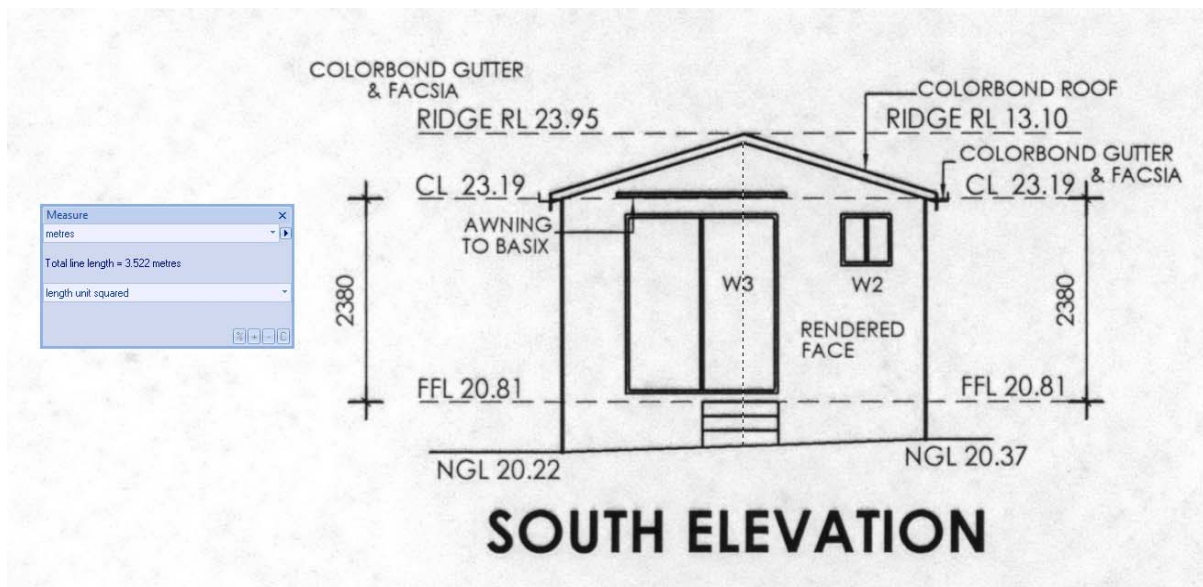 COLORBOND GUTTER
& FACSIA
COLORBOND ROOF
RIDGE RL 23.95
RIDGE RL 13.10
COLORBOND GUTTER
& FACSIA
CL 23.19
CL 23.19
Measure
metres
Total line length = 3.522 metres
length unit squared
AWNING
TO BASIX
W3
W2
2380
2380
RENDERED
FACE
FFL 20.81
FFL 20.81
NGL 20.22
NGL 20.37
SOUTH ELEVATION